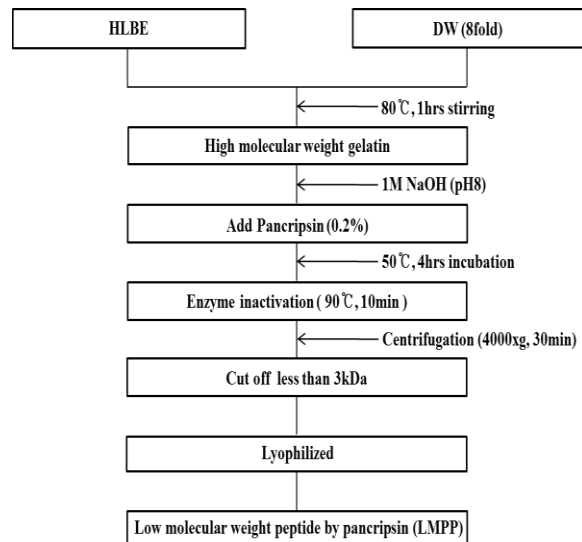 HLBE
DW (8fold)
80℃, 1hrs stirring
High molecular weight gelatin
1M NaOH (pH8)
Add Pancripsin (0.2%)
50℃, 4hrs incubation
Enzyme inactivation ( 90℃, 10min )
Centrifugation (4000xg, 30min)
Cut off less than 3kDa
Lyophilized
Low molecular weight peptide by pancripsin (LMPP)